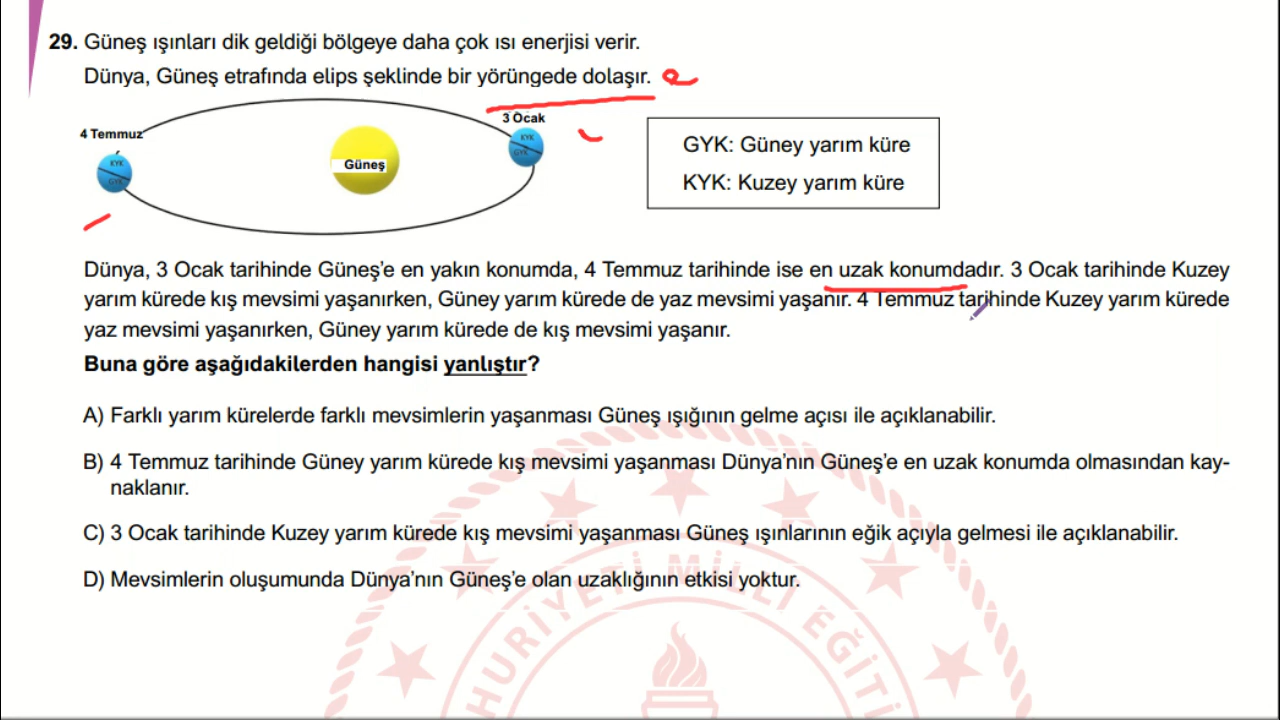 29. Güneş ışınları dik geldiği bölgeye daha çok ısı enerjisi verir.
Dünya, Güneş etrafında elips şeklinde bir yörüngede dolaşır.
4 Temmuz
KYK
GYK
Güneş
3 Ocak
KYK
GYK
GYK: Güney yarım küre
KYK: Kuzey yarım küre
Dünya, 3 Ocak tarihinde Güneş'e en yakın konumda, 4 Temmuz tarihinde ise en uzak konumdadır. 3 Ocak tarihinde Kuzey
yarım kürede kış mevsimi yaşanırken, Güney yarım kürede de yaz mevsimi yaşanır. 4 Temmuz tarihinde Kuzey yarım kürede
yaz mevsimi yaşanırken, Güney yarım kürede de kış mevsimi yaşanır.
Buna göre aşağıdakilerden hangisi yanlıştır?
A) Farklı yarım kürelerde farklı mevsimlerin yaşanması Güneş ışığının gelme açısı ile açıklanabilir.
B) 4 Temmuz tarihinde Güney yarım kürede kış mevsimi yaşanması Dünya'nın Güneş'e en uzak konumda olmasından kay-
naklanır.
C) 3 Ocak tarihinde Kuzey yarım kürede kış mevsimi yaşanması Güneş ışınlarının eğik açıyla gelmesi ile açıklanabilir.
D) Mevsimlerin oluşumunda Dünya'nın Güneş'e olan uzaklığının etkisi yoktur.
HURİYETİ MİLLİ EĞİT